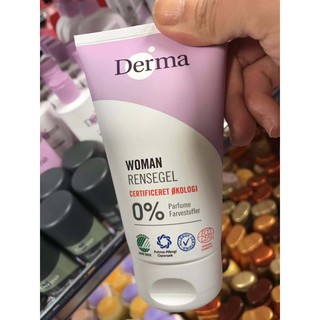 Derma
WOMAN
RENSEGEL
CERTIFICERET ØKOLOGI
0% Parfume
Farvestoffer